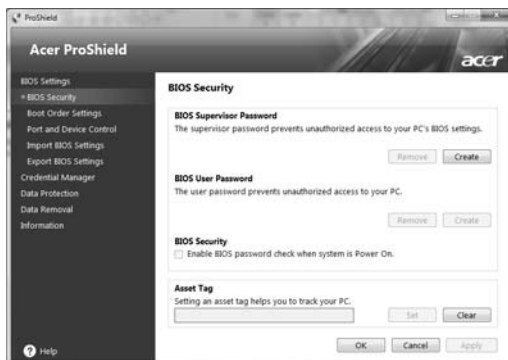 ProShield
Acer ProShield
acer
BIOS Settings
BIOS Security
Boot Order Settings
Port and Device Control
Import BIOS Settings
Export BIOS Settings
Credential Manager
Data Protection
Data Removal
Information
Help
BIOS Security
BIOS Supervisor Password
The supervisor password prevents unauthorized access to your PC's BIOS settings.
Remove Create
BIOS User Password
The user password prevents unauthorized access to your PC.
Remove Create
BIOS Security
Enable BIOS password check when system is Power On.
Asset Tag
Setting an asset tag helps you to track your PC.
Set Clear
OK Cancel Apply